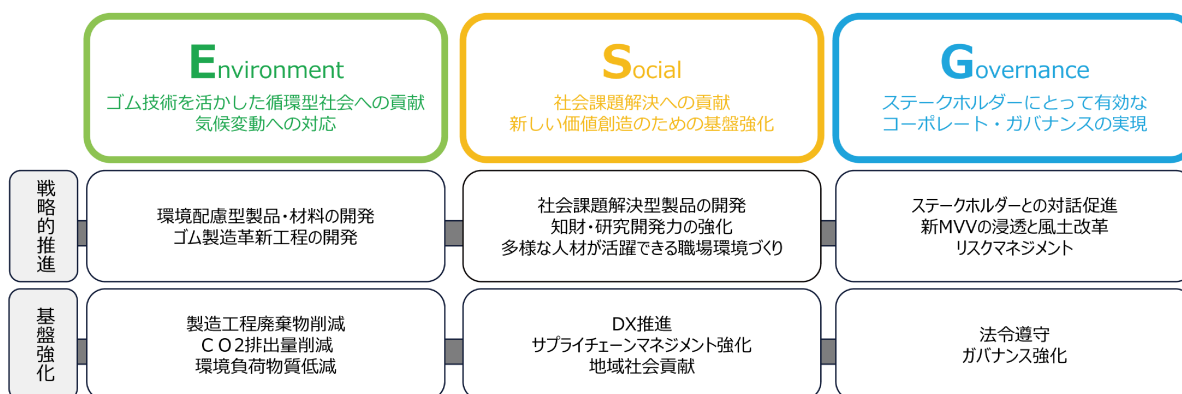 Environment
ゴム技術を活かした循環型社会への貢献
気候変動への対応
Social
社会課題解決への貢献
新しい価値創造のための基盤強化
Governance
ステークホルダーにとって有効な
コーポレート・ガバナンスの実現
戦略的推進
環境配慮型製品・材料の開発
ゴム製造革新工程の開発
社会課題解決型製品の開発
知財・研究開発力の強化
多様な人材が活躍できる職場環境づくり
ステークホルダーとの対話促進
新MVVの浸透と風土改革
リスクマネジメント
基盤強化
製造工程廃棄物削減
CO2排出量削減
環境負荷物質低減
DX推進
サプライチェーンマネジメント強化
地域社会貢献
法令遵守
ガバナンス強化